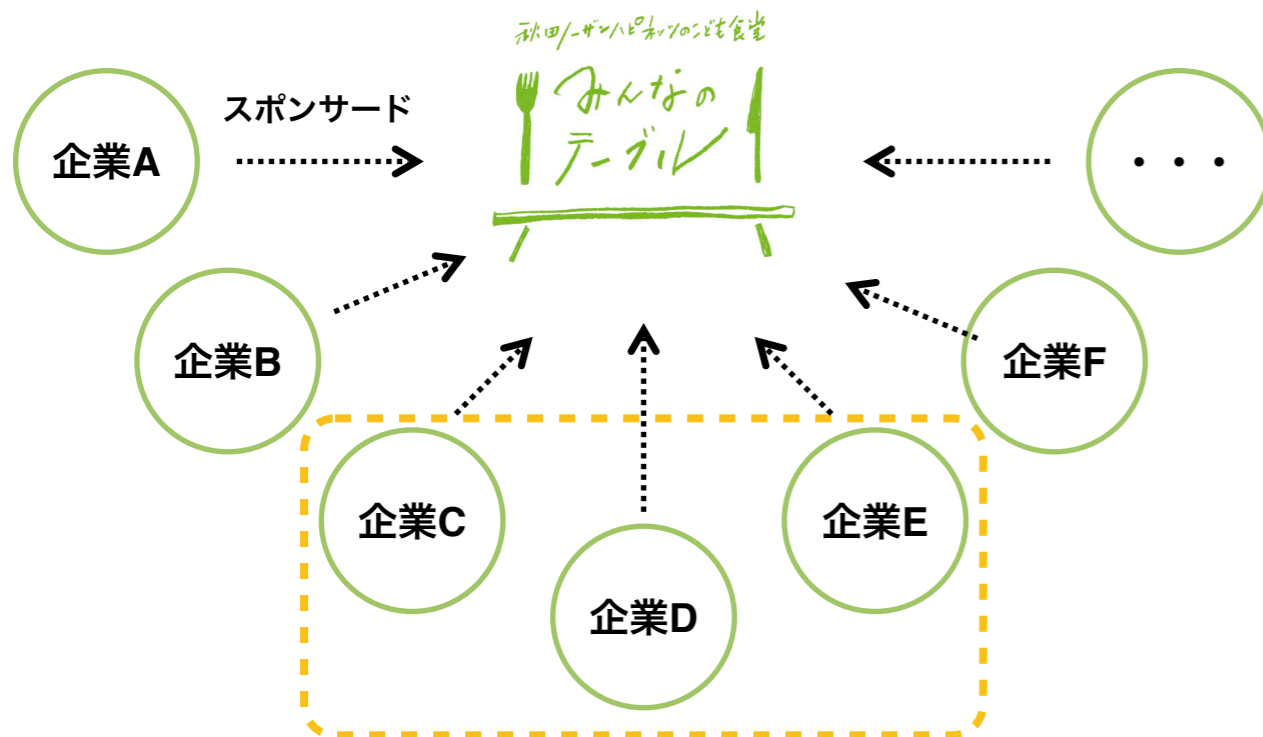 秋田ノーザンハピネッツのこども食堂
みんなの
テーブル
スポンサード
企業A
・・・
企業B
企業F
企業C
企業E
企業D